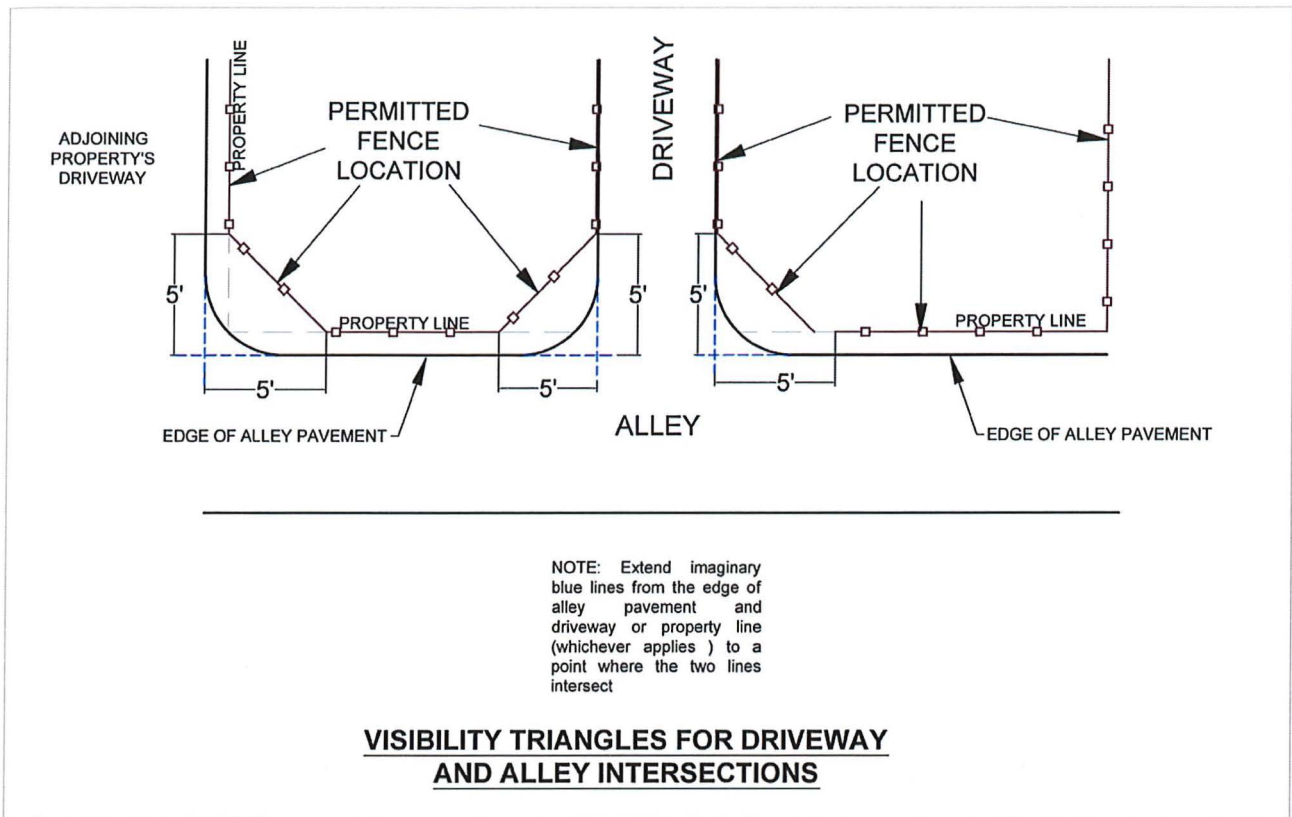 PROPERTY LINE
ADJOINING
PROPERTY'S
DRIVEWAY
PERMITTED
FENCE
LOCATION
DRIVEWAY
PERMITTED
FENCE
LOCATION
5'
PROPERTY LINE
5'
5'
PROPERTY LINE
5'
5'
5'
EDGE OF ALLEY PAVEMENT
ALLEY
EDGE OF ALLEY PAVEMENT
NOTE: Extend imaginary
blue lines from the edge of
alley pavement and
driveway or property line
(whichever applies ) to a
point where the two lines
intersect
VISIBILITY TRIANGLES FOR DRIVEWAY
AND ALLEY INTERSECTIONS